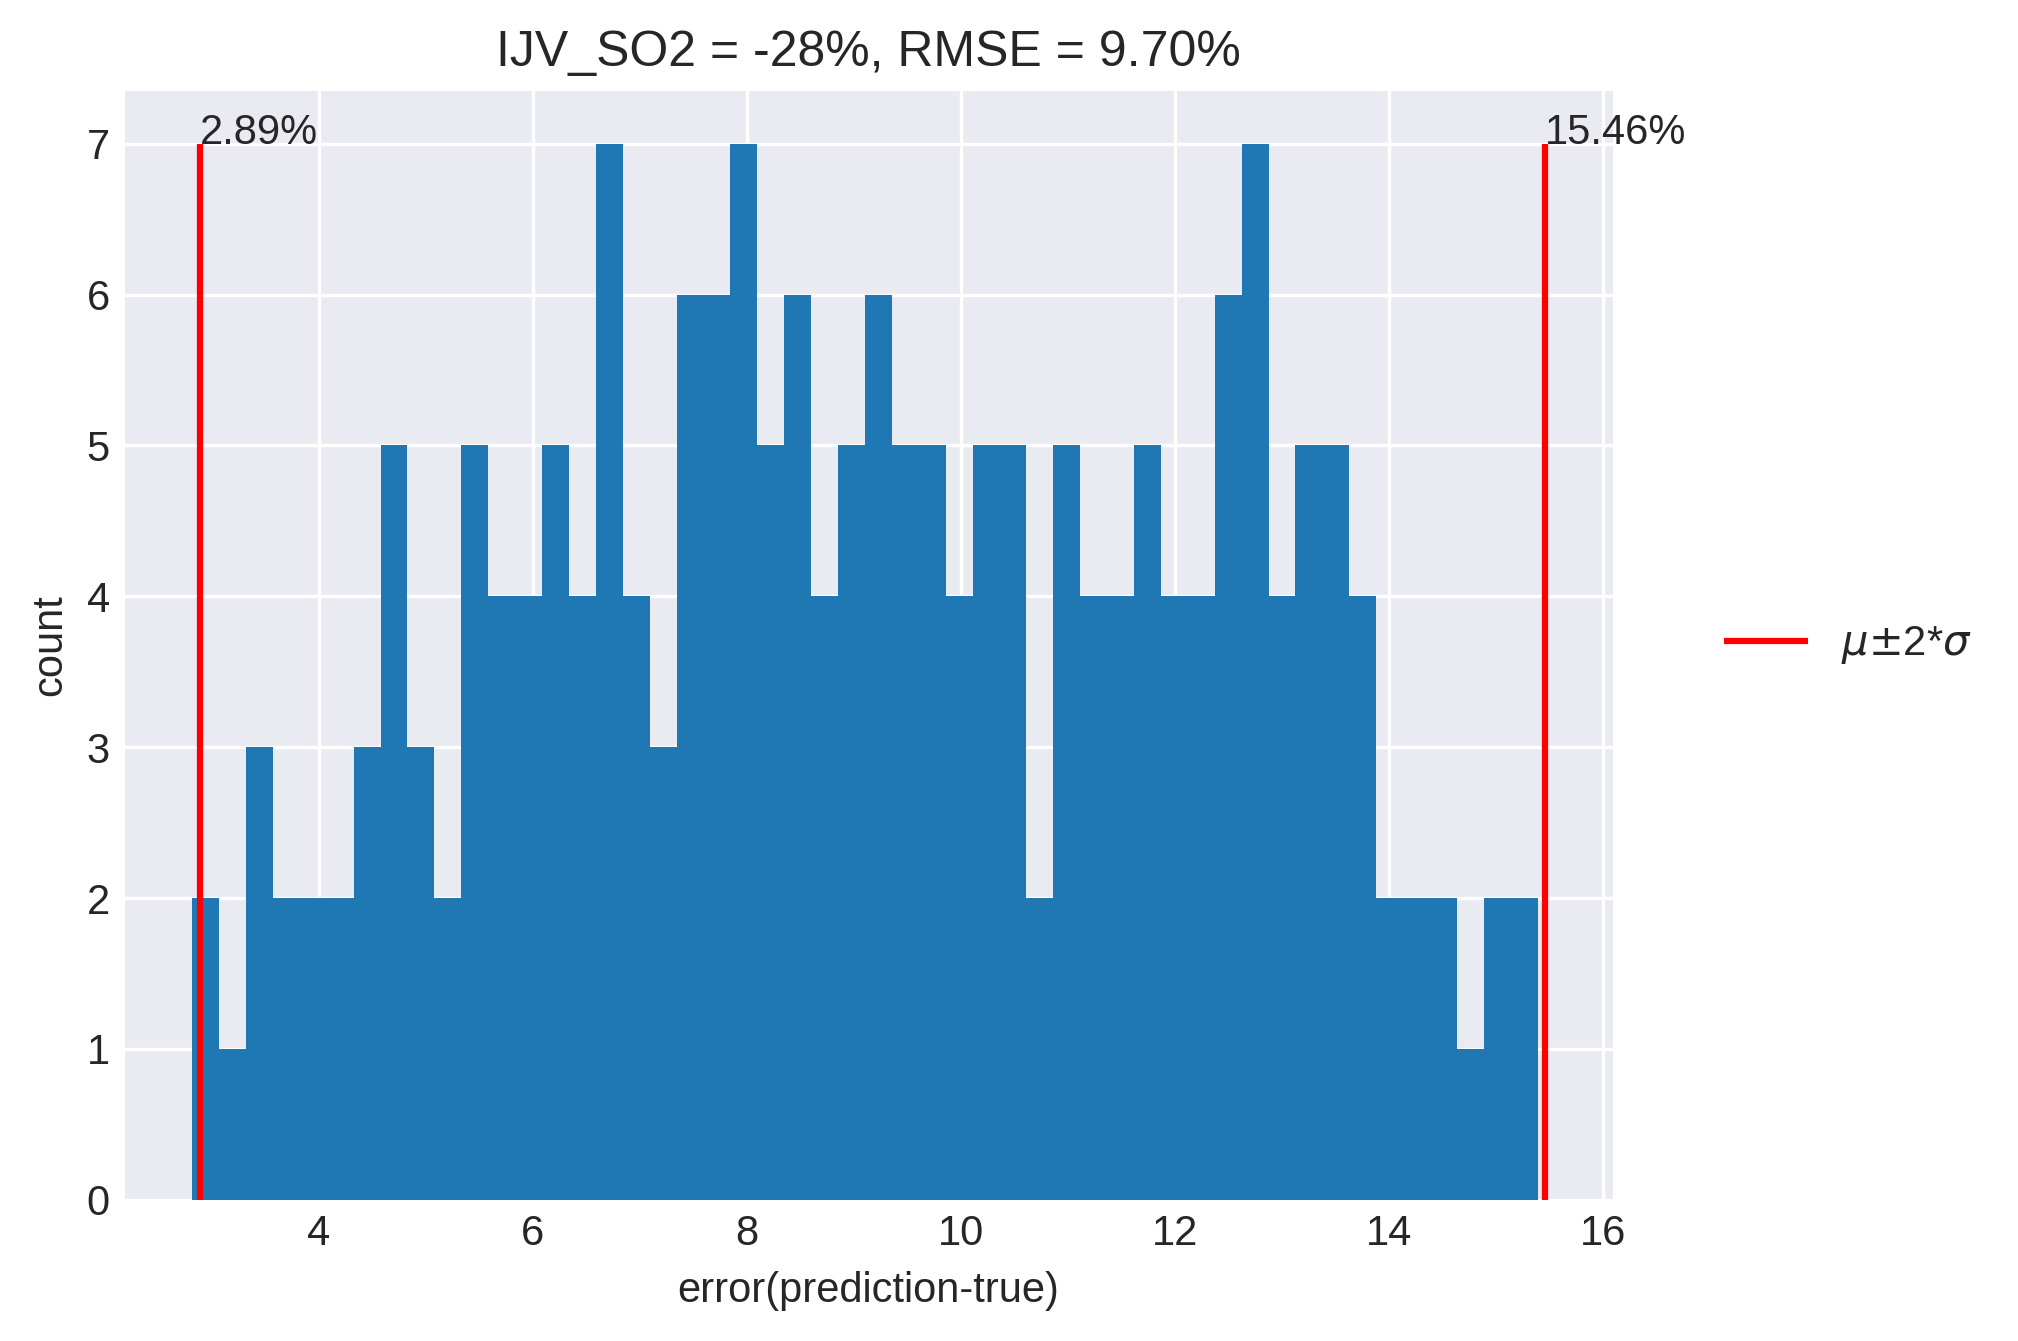 IJV_SO2 = -28%, RMSE = 9.70%
2.89%
15.46%
7
6
5
4
3
2
1
0
count
4 6 8 10 12 14 16
error(prediction-true)
μ±2*σ